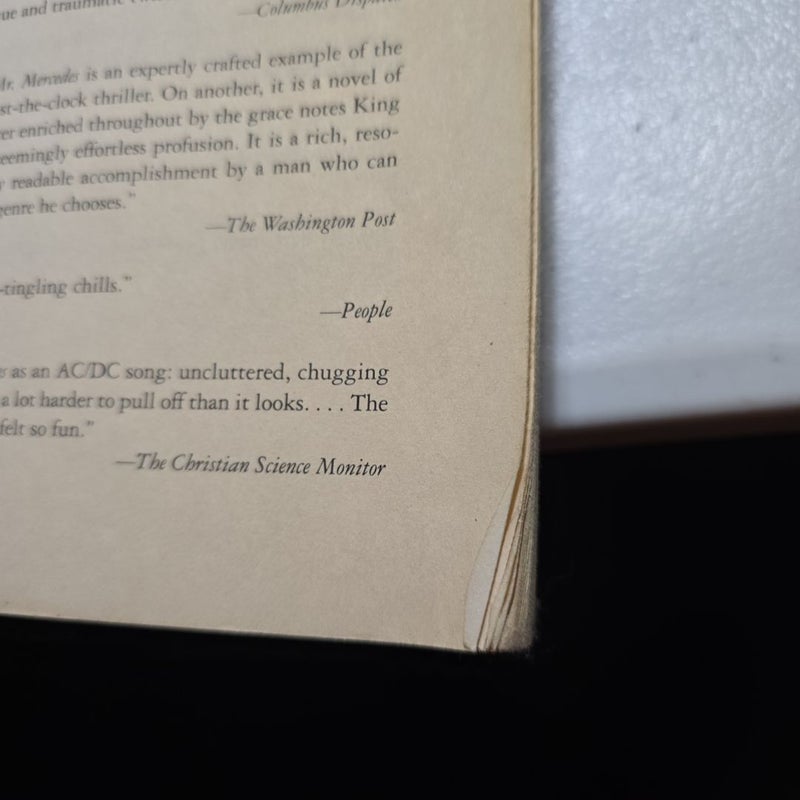 ue and traumatic
—Columbus
Mr. Mercedes is an expertly crafted example of the
st-the-clock thriller. On another, it is a novel of
er enriched throughout by the grace notes King
eemingly effortless profusion. It is a rich, reso-
y readable accomplishment by a man who can
genre he chooses.”
—The Washington Post
-tingling chills.”
—People
s as an AC/DC song: uncluttered, chugging
a lot harder to pull off than it looks. . . . The
felt so fun.”
—The Christian Science Monitor